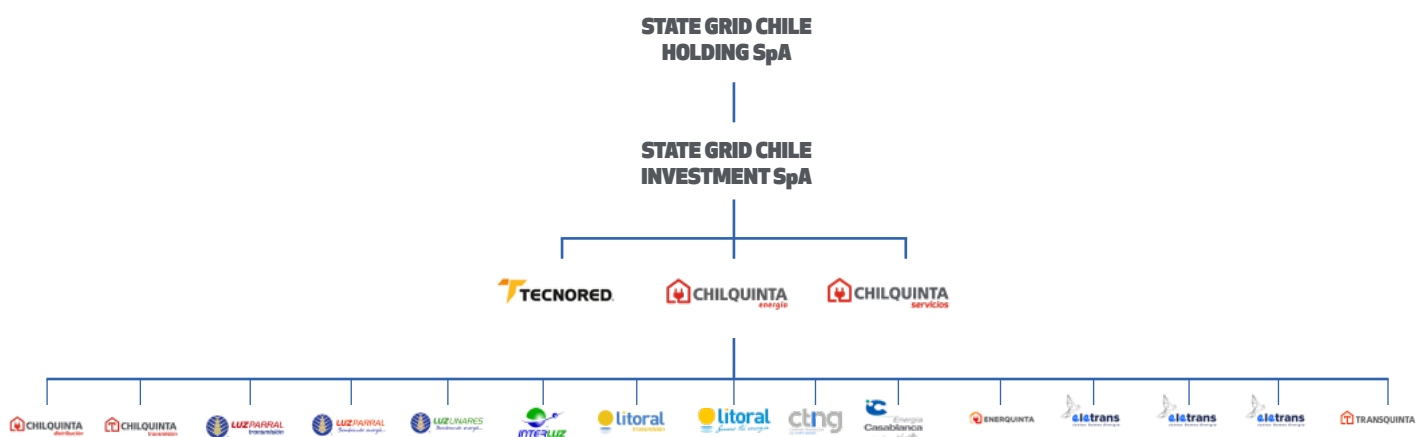 STATE GRID CHILE
HOLDING SpA
STATE GRID CHILE
INVESTMENT SpA
TECNORED.
CHILQUINTA
energía
CHILQUINTA
servicios
CHILQUINTA
distribución
CHILQUINTA
transmisión
LUZPARRAL
transmisión
LUZPARRAL
LUZLINARES
INTERLUZ
litoral
transmisión
litoral
ctng
Energía
Casablanca
ENERQUINTA
eletrans
eletrans
eletrans
TRANSQUINTA